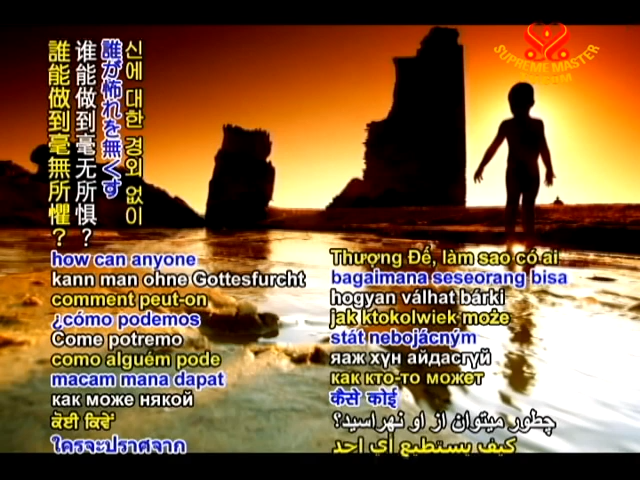 SUPREME MASTER
신에 대한 경외 없이
誰が怖れを無くす
谁能做到毫无所惧？
誰能做到毫無所懼？
how can anyone
kann man ohne Gottesfurcht
comment peut-on
¿cómo podemos
Come potremo
como alguém pode
macam mana dapat
как може някой
ਕੋਈ ਕਿਵੇਂ
ใครจะปราศจาก
Thượng Đế, làm sao có ai
bagaimana seseorang bisa
hogyan válhat bárki
jak ktokolwiek może
stát nebojácným
яаж хүн айдасгүй
как кто-то может
कैसे कोई
چطور میتوان از او نهراسید؟
كيف يستطيع أي احد